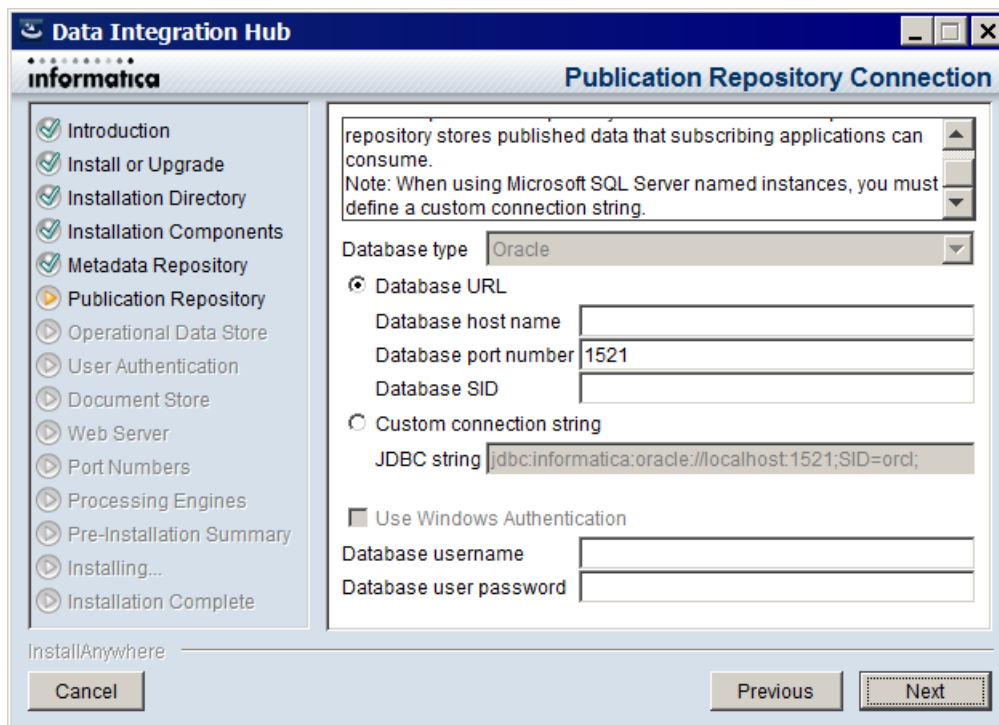 Data Integration Hub
informatica
Publication Repository Connection
Introduction
Install or Upgrade
Installation Directory
Installation Components
Metadata Repository
Publication Repository
Operational Data Store
User Authentication
Document Store
Web Server
Port Numbers
Processing Engines
Pre-Installation Summary
Installing...
Installation Complete
repository stores published data that subscribing applications can
consume.
Note: When using Microsoft SQL Server named instances, you must
define a custom connection string.
Database type Oracle
Database URL
Database host name
Database port number 1521
Database SID
Custom connection string
JDBC string jdbc:informatica:oracle://localhost:1521;SID=orcl;
Use Windows Authentication
Database username
Database user password
InstallAnywhere
Cancel Previous Next